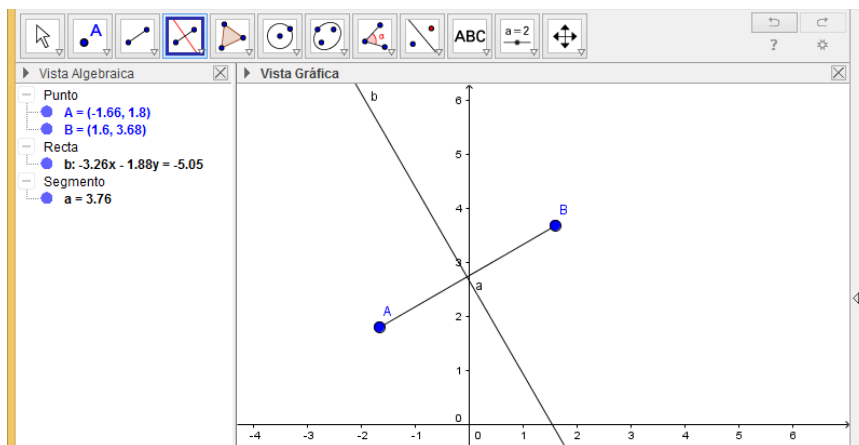 A
α
ABC
a=2
?
Vista Algebraica
Punto
A = (-1.66, 1.8)
B = (1.6, 3.68)
Recta
b: -3.26x - 1.88y = -5.05
Segmento
a = 3.76
Vista Gráfica
b
6
5
B
4
3
a
A
2
1
0
-4 -3 -2 -1 0 1 2 3 4 5 6